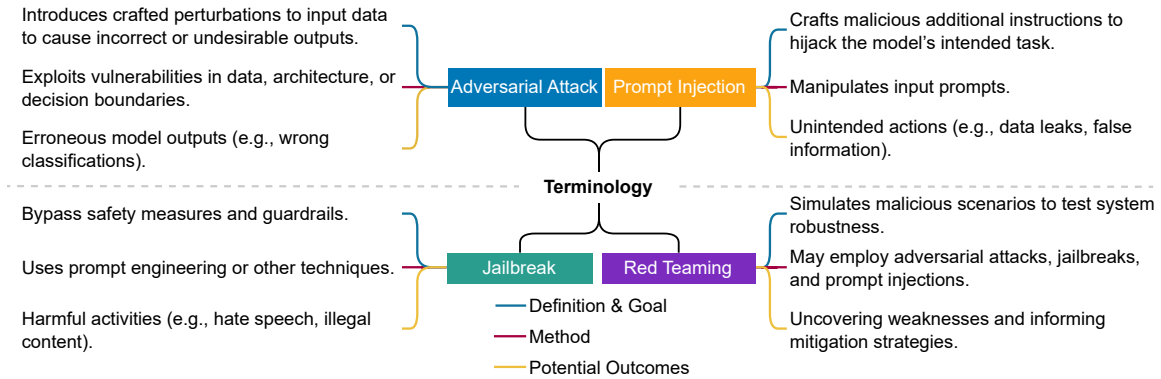 Introduces crafted perturbations to input data
to cause incorrect or undesirable outputs.
Exploits vulnerabilities in data, architecture, or
decision boundaries.
Erroneous model outputs (e.g., wrong
classifications).
Adversarial Attack
Prompt Injection
Crafts malicious additional instructions to
hijack the model’s intended task.
Manipulates input prompts.
Unintended actions (e.g., data leaks, false
information).
Terminology
Bypass safety measures and guardrails.
Uses prompt engineering or other techniques.
Harmful activities (e.g., hate speech, illegal
content).
Jailbreak
Red Teaming
Simulates malicious scenarios to test system
robustness.
May employ adversarial attacks, jailbreaks,
and prompt injections.
Uncovering weaknesses and informing
mitigation strategies.
Definition & Goal
Method
Potential Outcomes